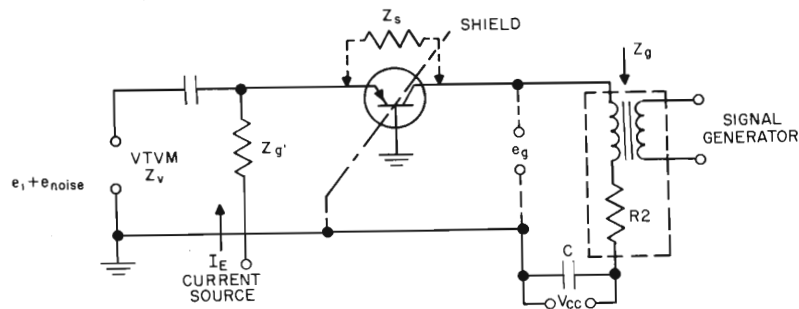 Zs
SHIELD
Zg
VTVM
Zv
e1+enoise
Zg'
eg
SIGNAL
GENERATOR
R2
IE
CURRENT
SOURCE
C
VCC